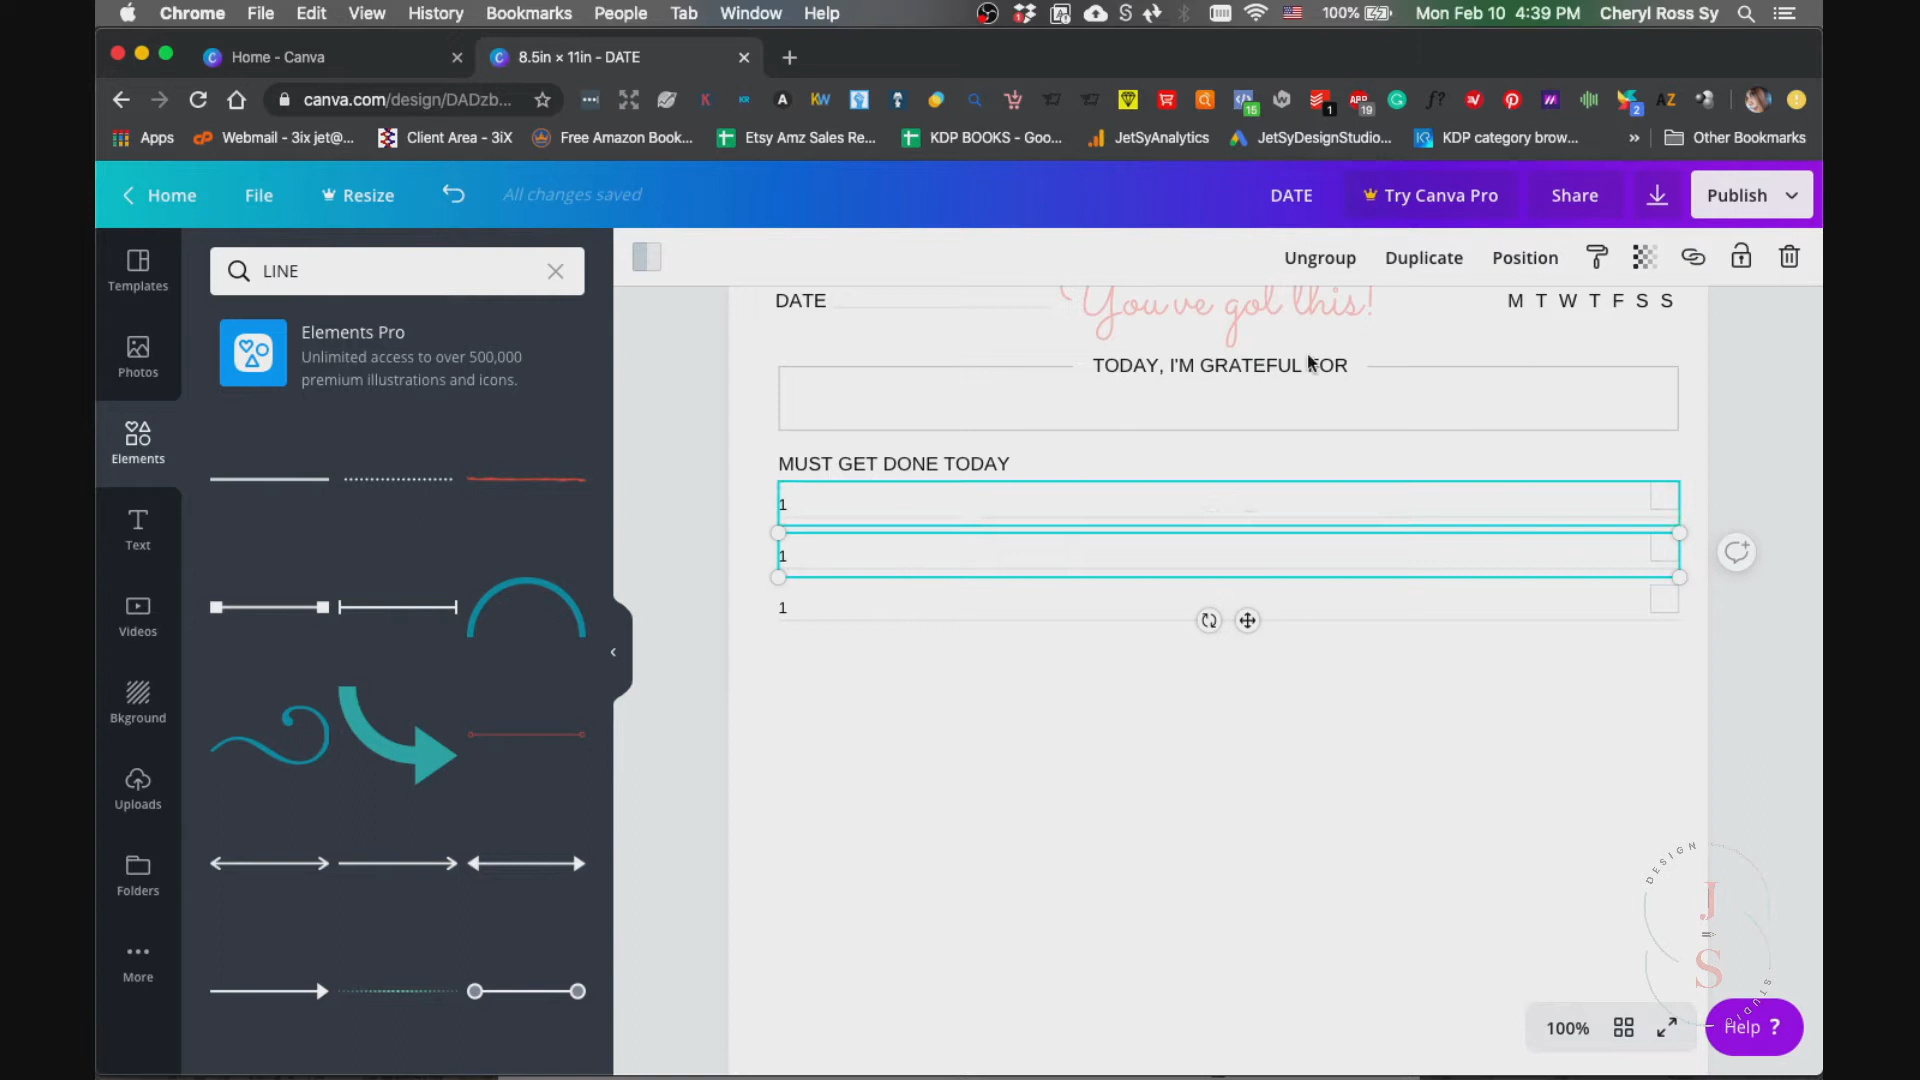 Chrome File Edit View History Bookmarks People Tab Window Help 100% Mon Feb 10 4:39 PM Cheryl Ross Sy
Home - Canva 8.5in × 11in - DATE
canva.com/design/DADzb...
Apps Webmail - 3ix jet@... Client Area - 3iX Free Amazon Book... Etsy Amz Sales Re... KDP BOOKS - Goo... JetSyAnalytics JetSyDesignStudio... KDP category brow... » Other Bookmarks
Home File Resize All changes saved DATE Try Canva Pro Share Publish
LINE
Ungroup Duplicate Position
Templates
Photos
Elements
Text
Videos
Bkground
Uploads
Folders
More
Elements Pro
Unlimited access to over 500,000
premium illustrations and icons.
DATE You've got this! M T W T F S S
TODAY, I'M GRATEFUL FOR
MUST GET DONE TODAY
1
1
1
DESIGN
J
S
STUDIO
100% Help ?